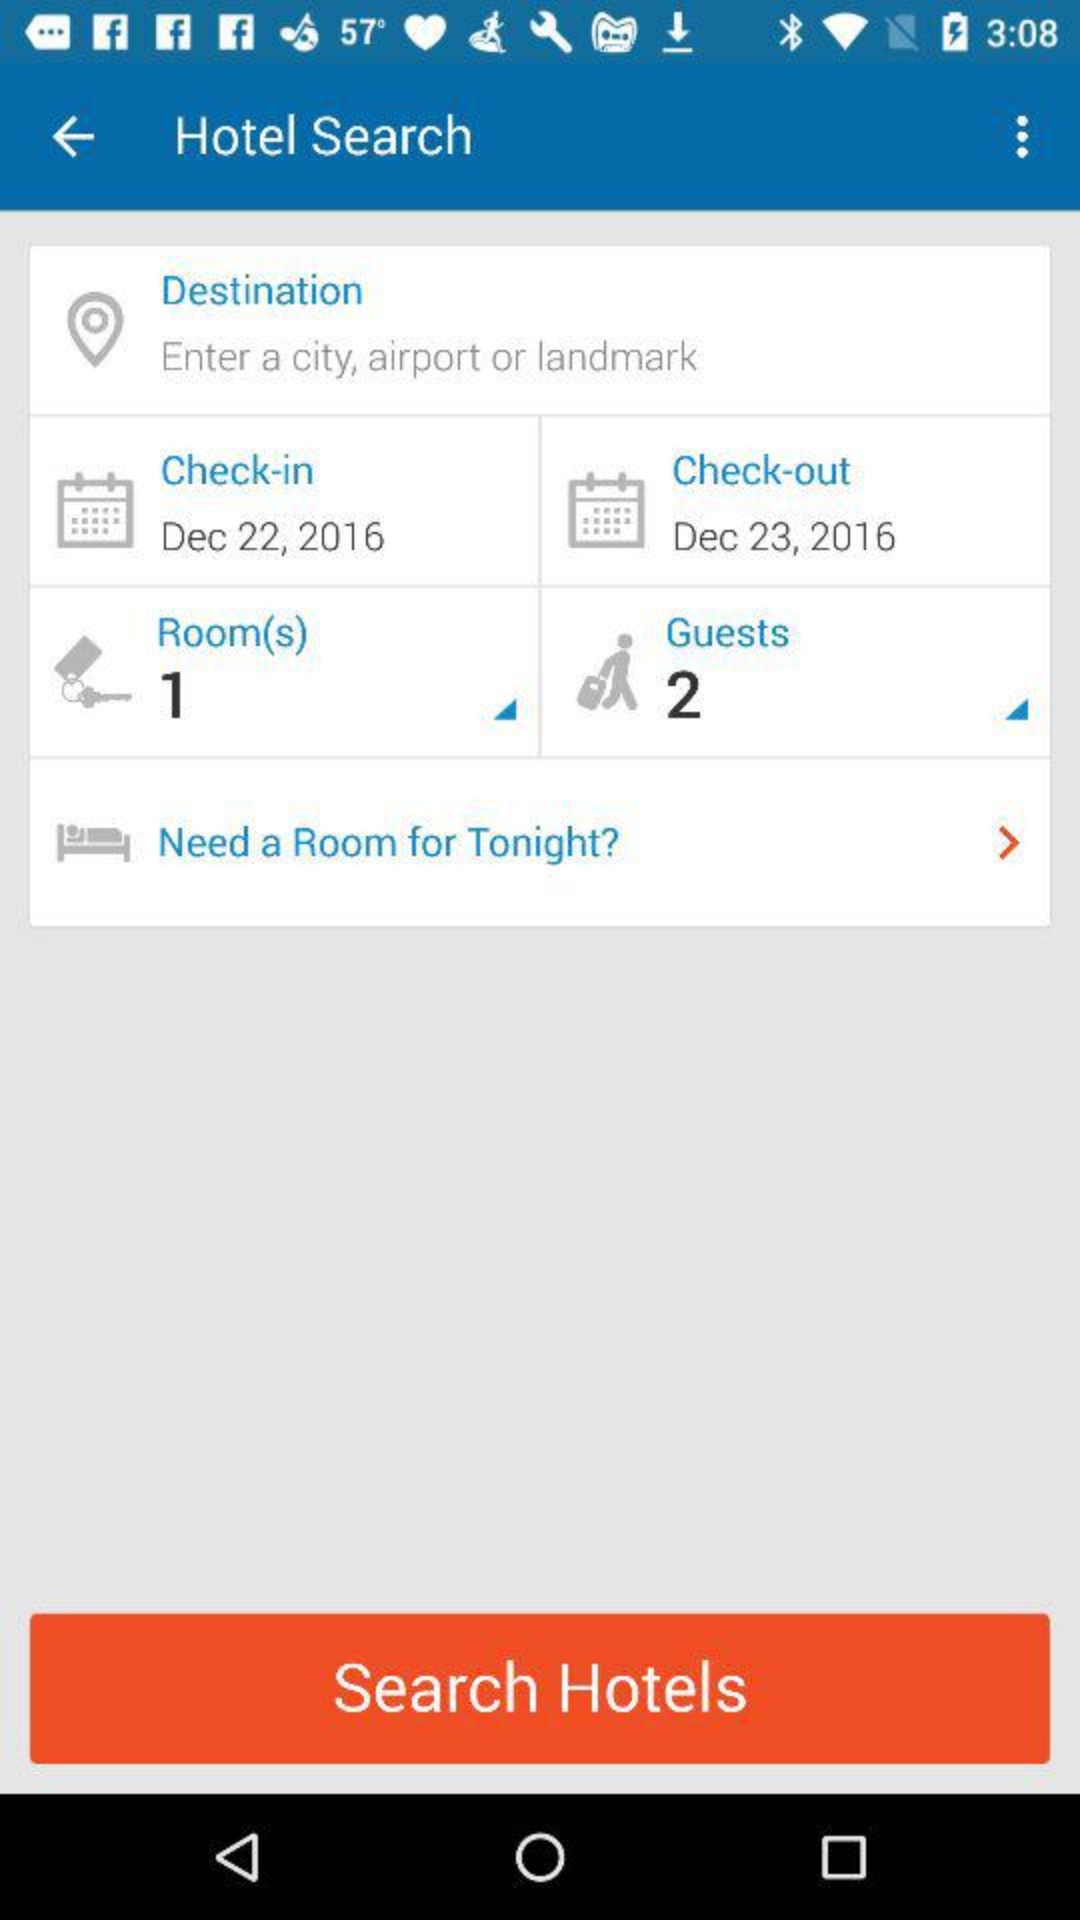 57° 3:08
Hotel Search
Destination
Enter a city, airport or landmark
Check-in
Dec 22, 2016
Check-out
Dec 23, 2016
Room(s)
1
Guests
2
Need a Room for Tonight?
Search Hotels